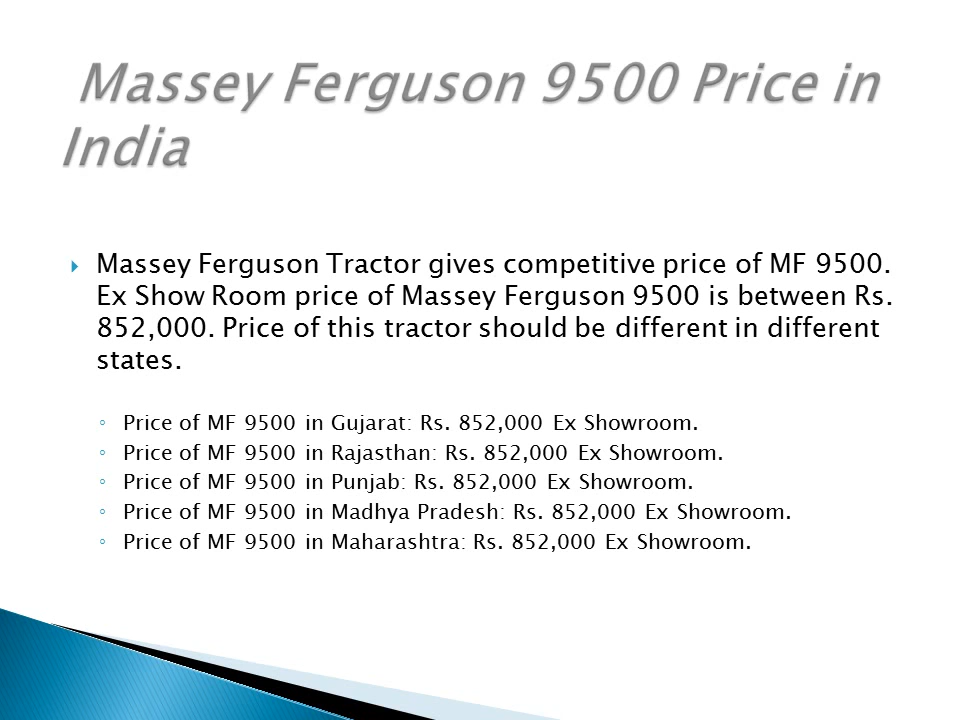 Massey Ferguson 9500 Price in
India
Massey Ferguson Tractor gives competitive price of MF 9500.
Ex Show Room price of Massey Ferguson 9500 is between Rs.
852,000. Price of this tractor should be different in different
states.
Price of MF 9500 in Gujarat: Rs. 852,000 Ex Showroom.
Price of MF 9500 in Rajasthan: Rs. 852,000 Ex Showroom.
Price of MF 9500 in Punjab: Rs. 852,000 Ex Showroom.
Price of MF 9500 in Madhya Pradesh: Rs. 852,000 Ex Showroom.
Price of MF 9500 in Maharashtra: Rs. 852,000 Ex Showroom.